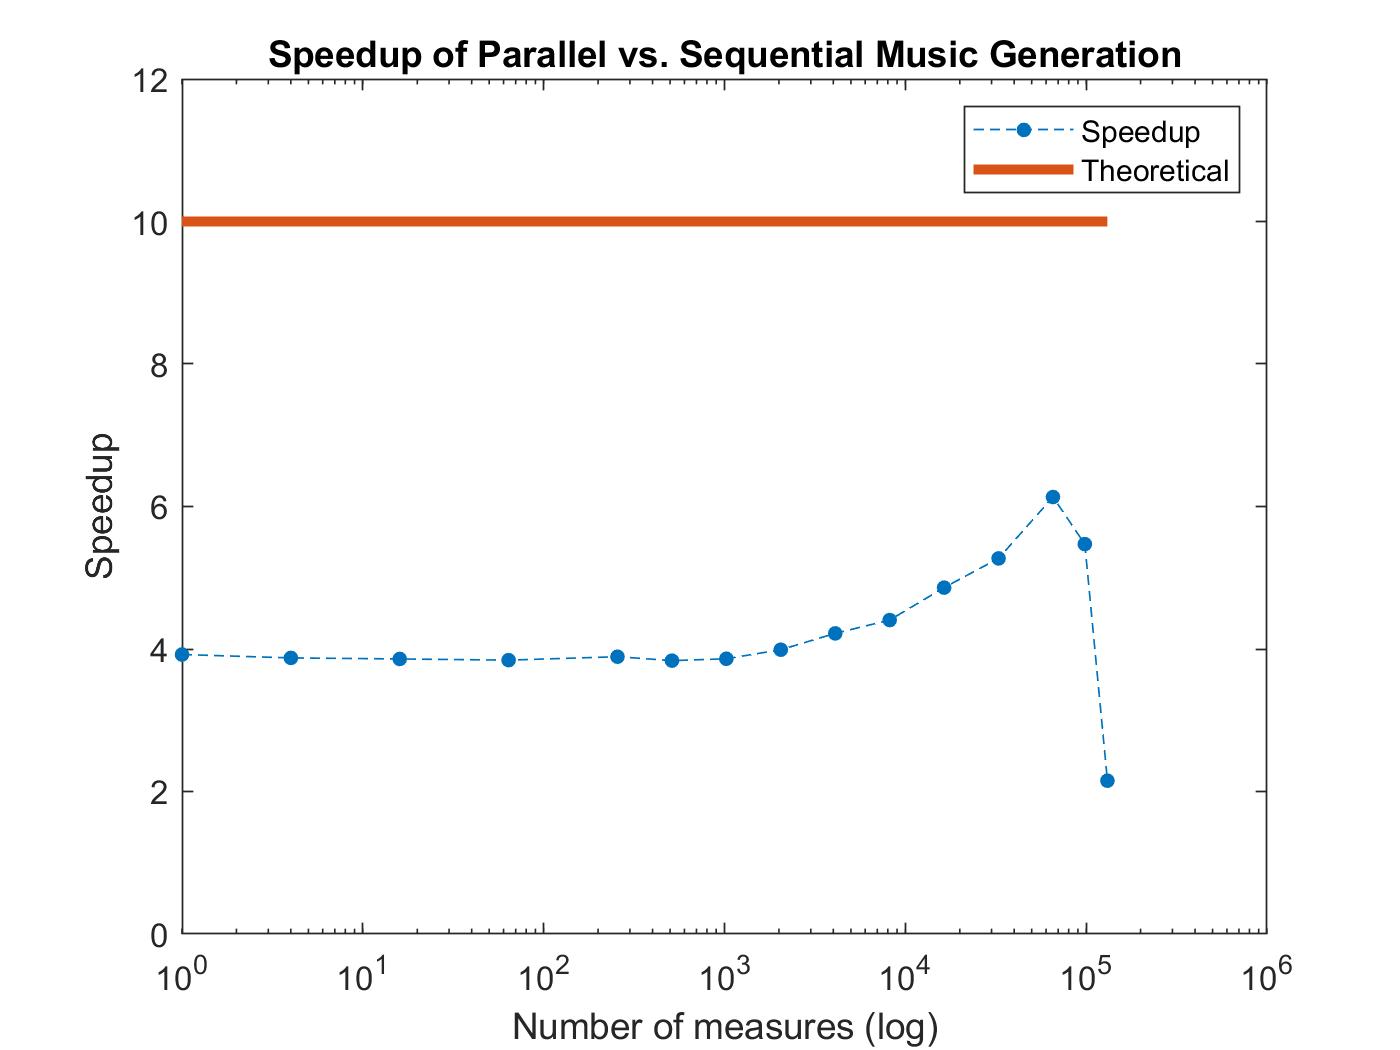 Speedup of Parallel vs. Sequential Music Generation
12
10
8
6
4
2
0
Speedup
Speedup
Theoretical
10^0 10^1 10^2 10^3 10^4 10^5 10^6
Number of measures (log)